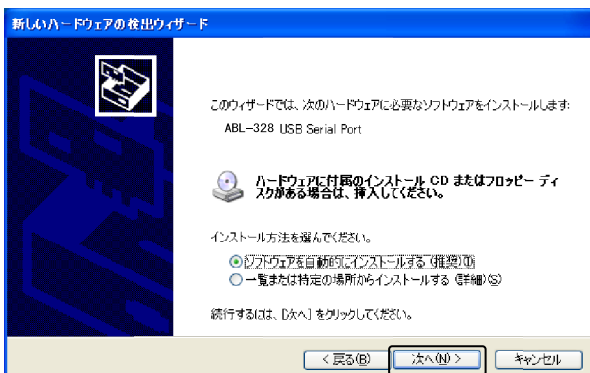 新しいハードウェアの検出ウィザード
このウィザードでは、次のハードウェアに必要なソフトウェアをインストールします:
ABL-328 USB Serial Port
ハードウェアに付属のインストール CD またはフロッピー ディ
スクがある場合は、挿入してください。
インストール方法を選んでください。
ソフトウェアを自動的にインストールする (推奨)(I)
一覧または特定の場所からインストールする (詳細)(S)
続行するには、[次へ] をクリックしてください。
< 戻る(B)
次へ(N) >
キャンセル